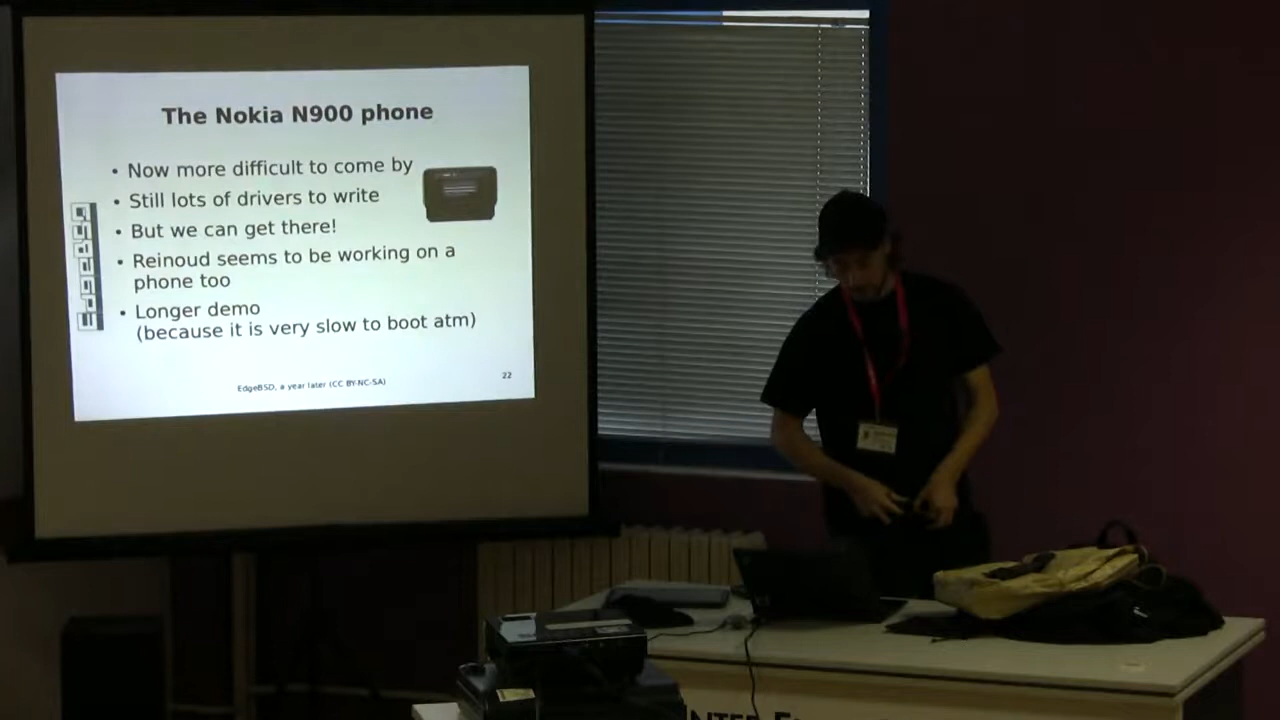 The Nokia N900 phone
• Now more difficult to come by
• Still lots of drivers to write
• But we can get there!
• Reinoud seems to be working on a
phone too
• Longer demo
(because it is very slow to boot atm)
EdgeBSD, a year later (CC BY-NC-SA)
22